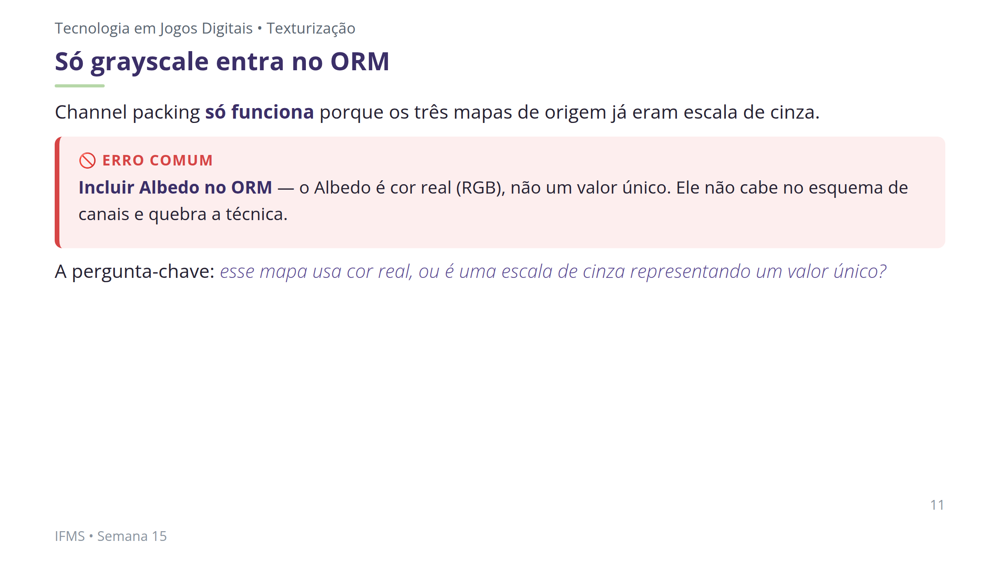 Tecnologia em Jogos Digitais • Texturização
Só grayscale entra no ORM
Channel packing só funciona porque os três mapas de origem já eram escala de cinza.
🚫 ERRO COMUM
Incluir Albedo no ORM — o Albedo é cor real (RGB), não um valor único. Ele não cabe no esquema de
canais e quebra a técnica.
A pergunta-chave: esse mapa usa cor real, ou é uma escala de cinza representando um valor único?
11
IFMS • Semana 15